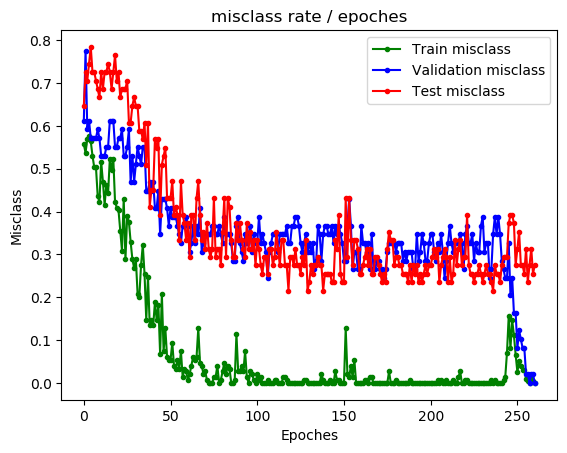 misclass rate / epoches
Train misclass
Validation misclass
Test misclass
0.8
0.7
0.6
0.5
0.4
0.3
0.2
0.1
0.0
Misclass
0 50 100 150 200 250
Epoches